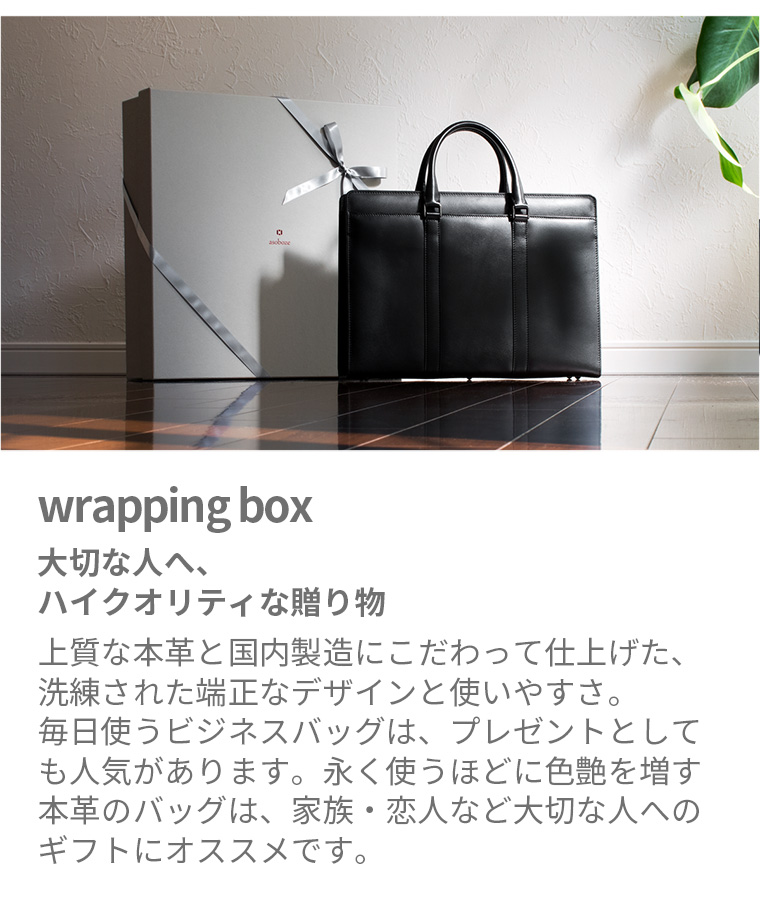 asoboze
wrapping box
大切な人へ、
ハイクオリティな贈り物
上質な本革と国内製造にこだわって仕上げた、
洗練された端正なデザインと使いやすさ。
毎日使うビジネスバッグは、プレゼントとして
も人気があります。永く使うほどに色艶を増す
本革のバッグは、家族・恋人など大切な人への
ギフトにオススメです。